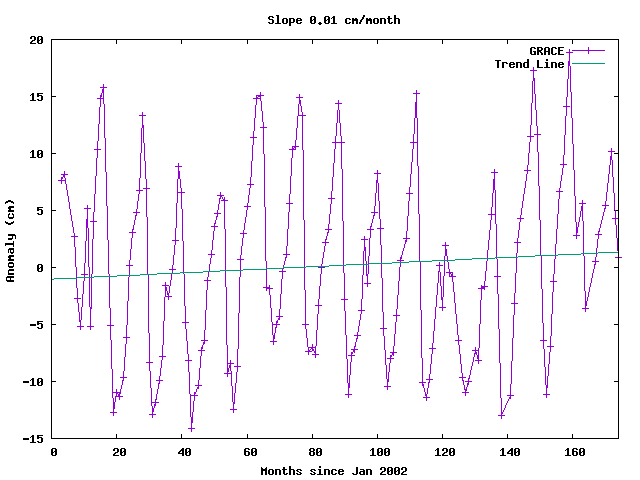 Slope 0.01 cm/month
20
15
10
5
0
-5
-10
-15
Anomaly (cm)
GRACE
Trend Line
0 20 40 60 80 100 120 140 160
Months since Jan 2002